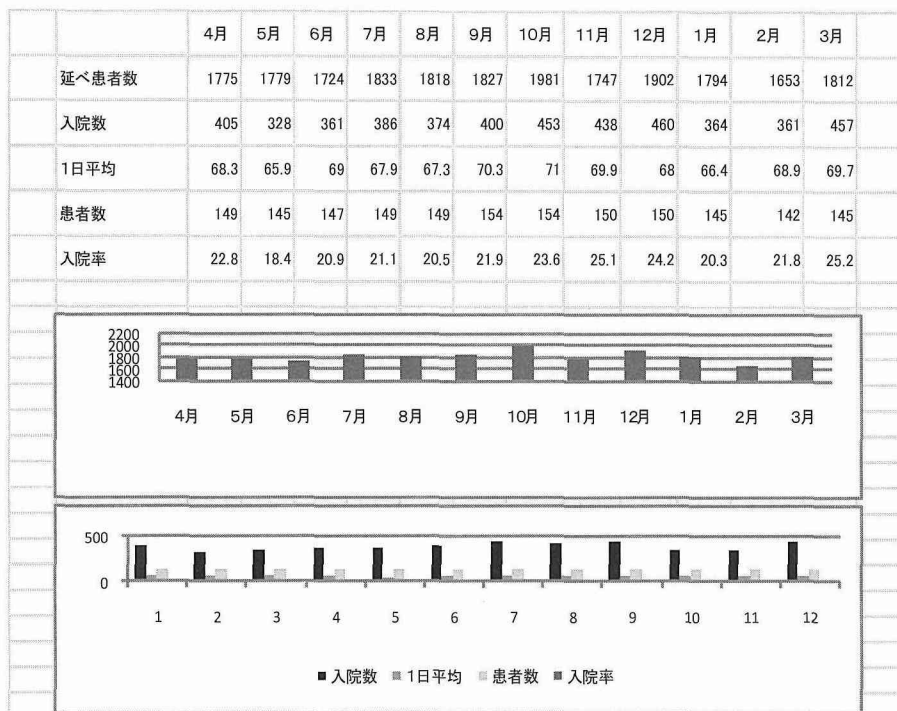 4月 5月 6月 7月 8月 9月 10月 11月 12月 1月 2月 3月
延べ患者数 1775 1779 1724 1833 1818 1827 1981 1747 1902 1794 1653 1812
入院数 405 328 361 386 374 400 453 438 460 364 361 457
1日平均 68.3 65.9 69 67.9 67.3 70.3 71 69.9 68 66.4 68.9 69.7
患者数 149 145 147 149 149 154 154 150 150 145 142 145
入院率 22.8 18.4 20.9 21.1 20.5 21.9 23.6 25.1 24.2 20.3 21.8 25.2
2200
2000
1800
1600
1400
4月 5月 6月 7月 8月 9月 10月 11月 12月 1月 2月 3月
500
0
1 2 3 4 5 6 7 8 9 10 11 12
入院数 1日平均 患者数 入院率